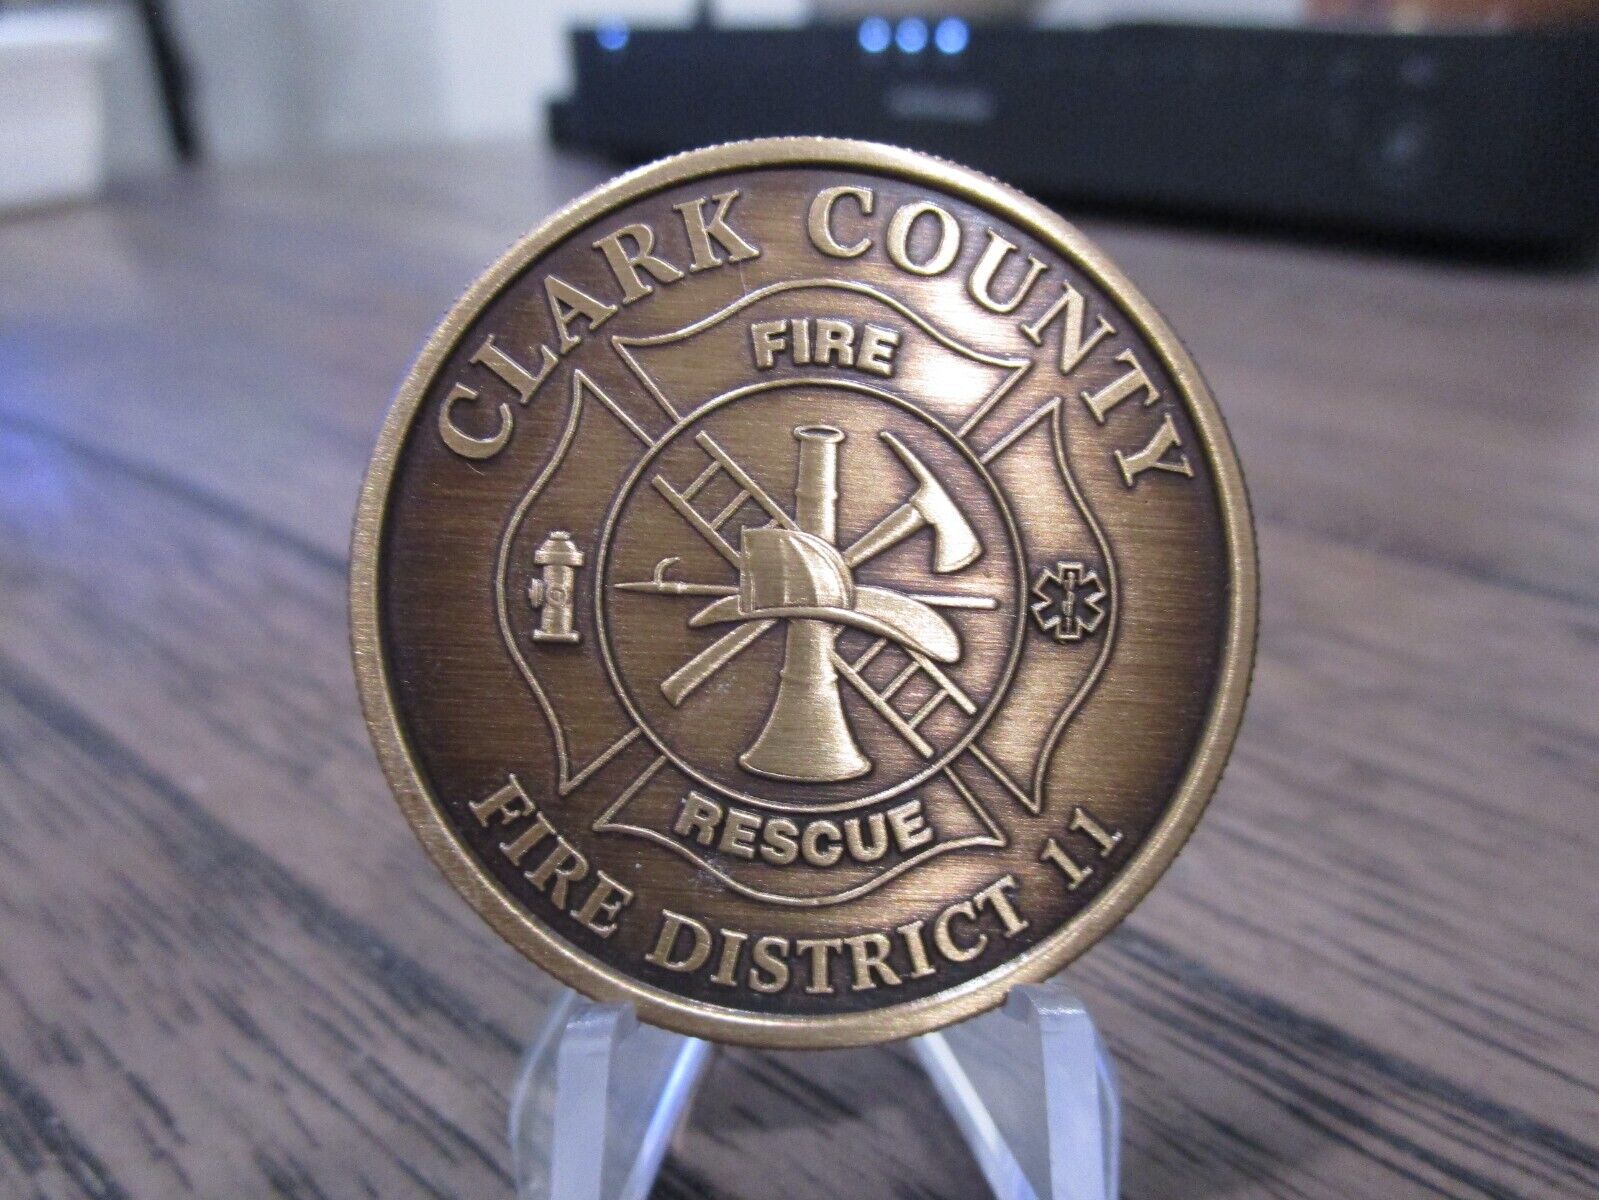 CLARK COUNTY
FIRE
RESCUE
FIRE DISTRICT 11